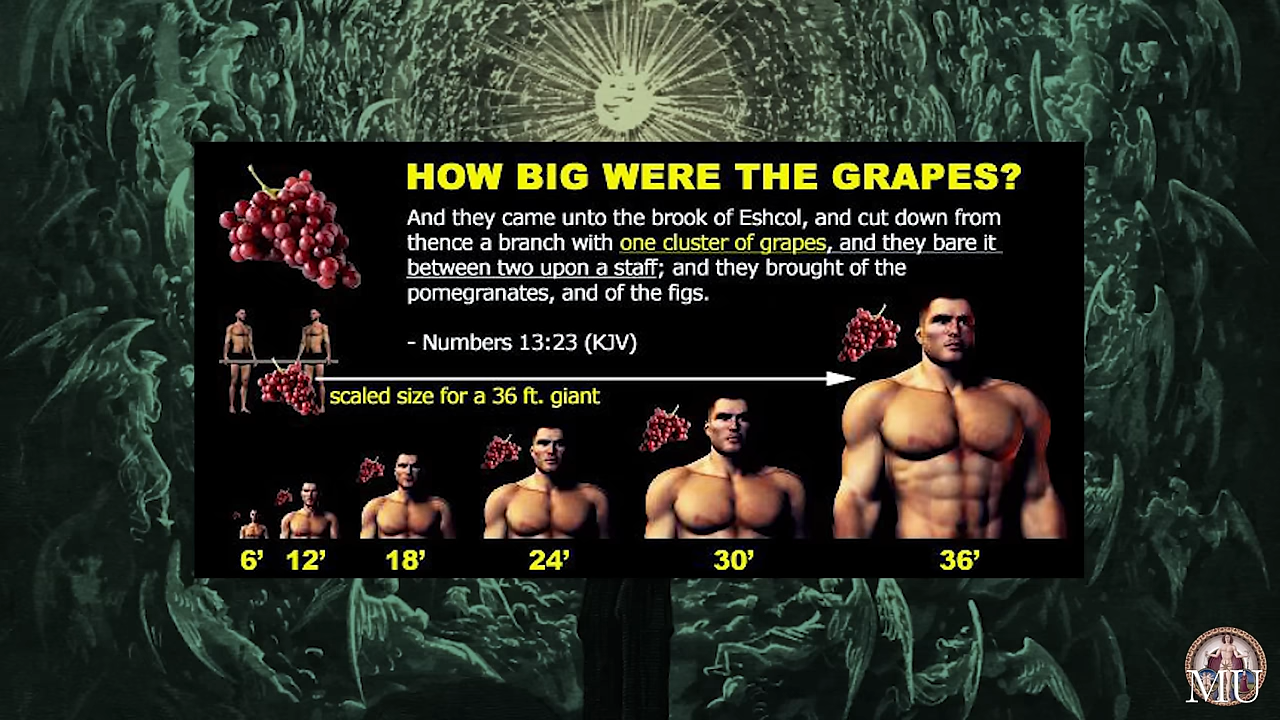 HOW BIG WERE THE GRAPES?
And they came unto the brook of Eshcol, and cut down from
thence a branch with one cluster of grapes, and they bare it
between two upon a staff; and they brought of the
pomegranates, and of the figs.
- Numbers 13:23 (KJV)
scaled size for a 36 ft. giant
6’ 12’ 18’ 24’ 30’ 36’
MU